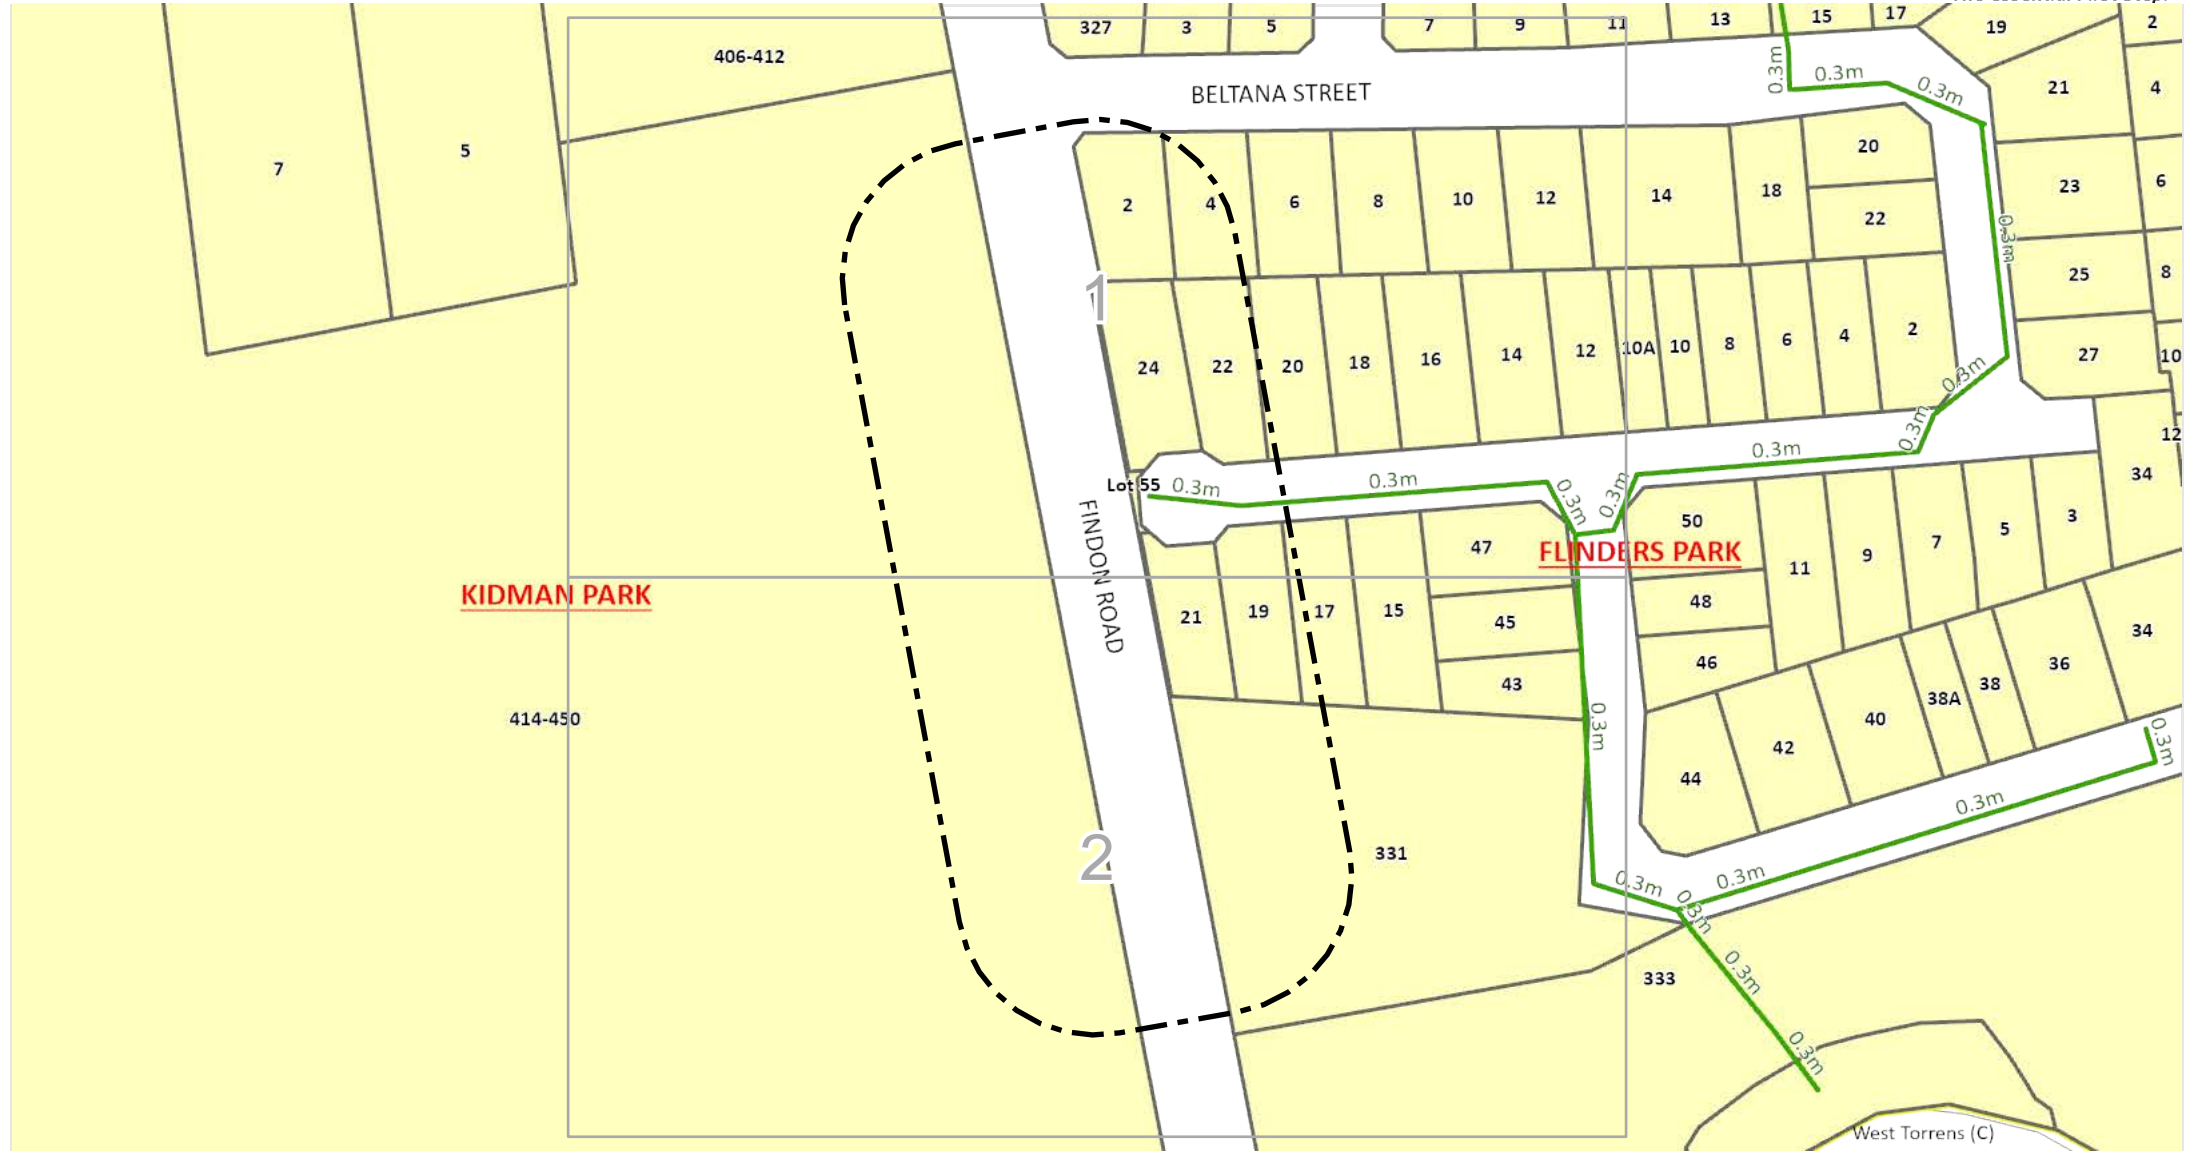 327
3
5
7
9
11
13
15
17
19
2
406-412
BELTANA STREET
0.3m
0.3m
0.3m
21
4
7
5
2
4
6
8
10
12
14
18
20
22
23
6
0.3m
25
8
1
24
22
20
18
16
14
12
10A
10
8
6
4
2
27
10
0.3m
0.3m
12
34
Lot 55
0.3m
0.3m
0.3m
0.3m
0.3m
FINDON ROAD
47
50
FLINDERS PARK
11
9
7
5
3
KIDMAN PARK
21
19
17
15
45
48
43
46
34
36
38
38A
40
42
44
414-450
0.3m
0.3m
0.3m
2
331
0.3m
0.3m
0.3m
333
0.3m
0.3m
West Torrens (C)